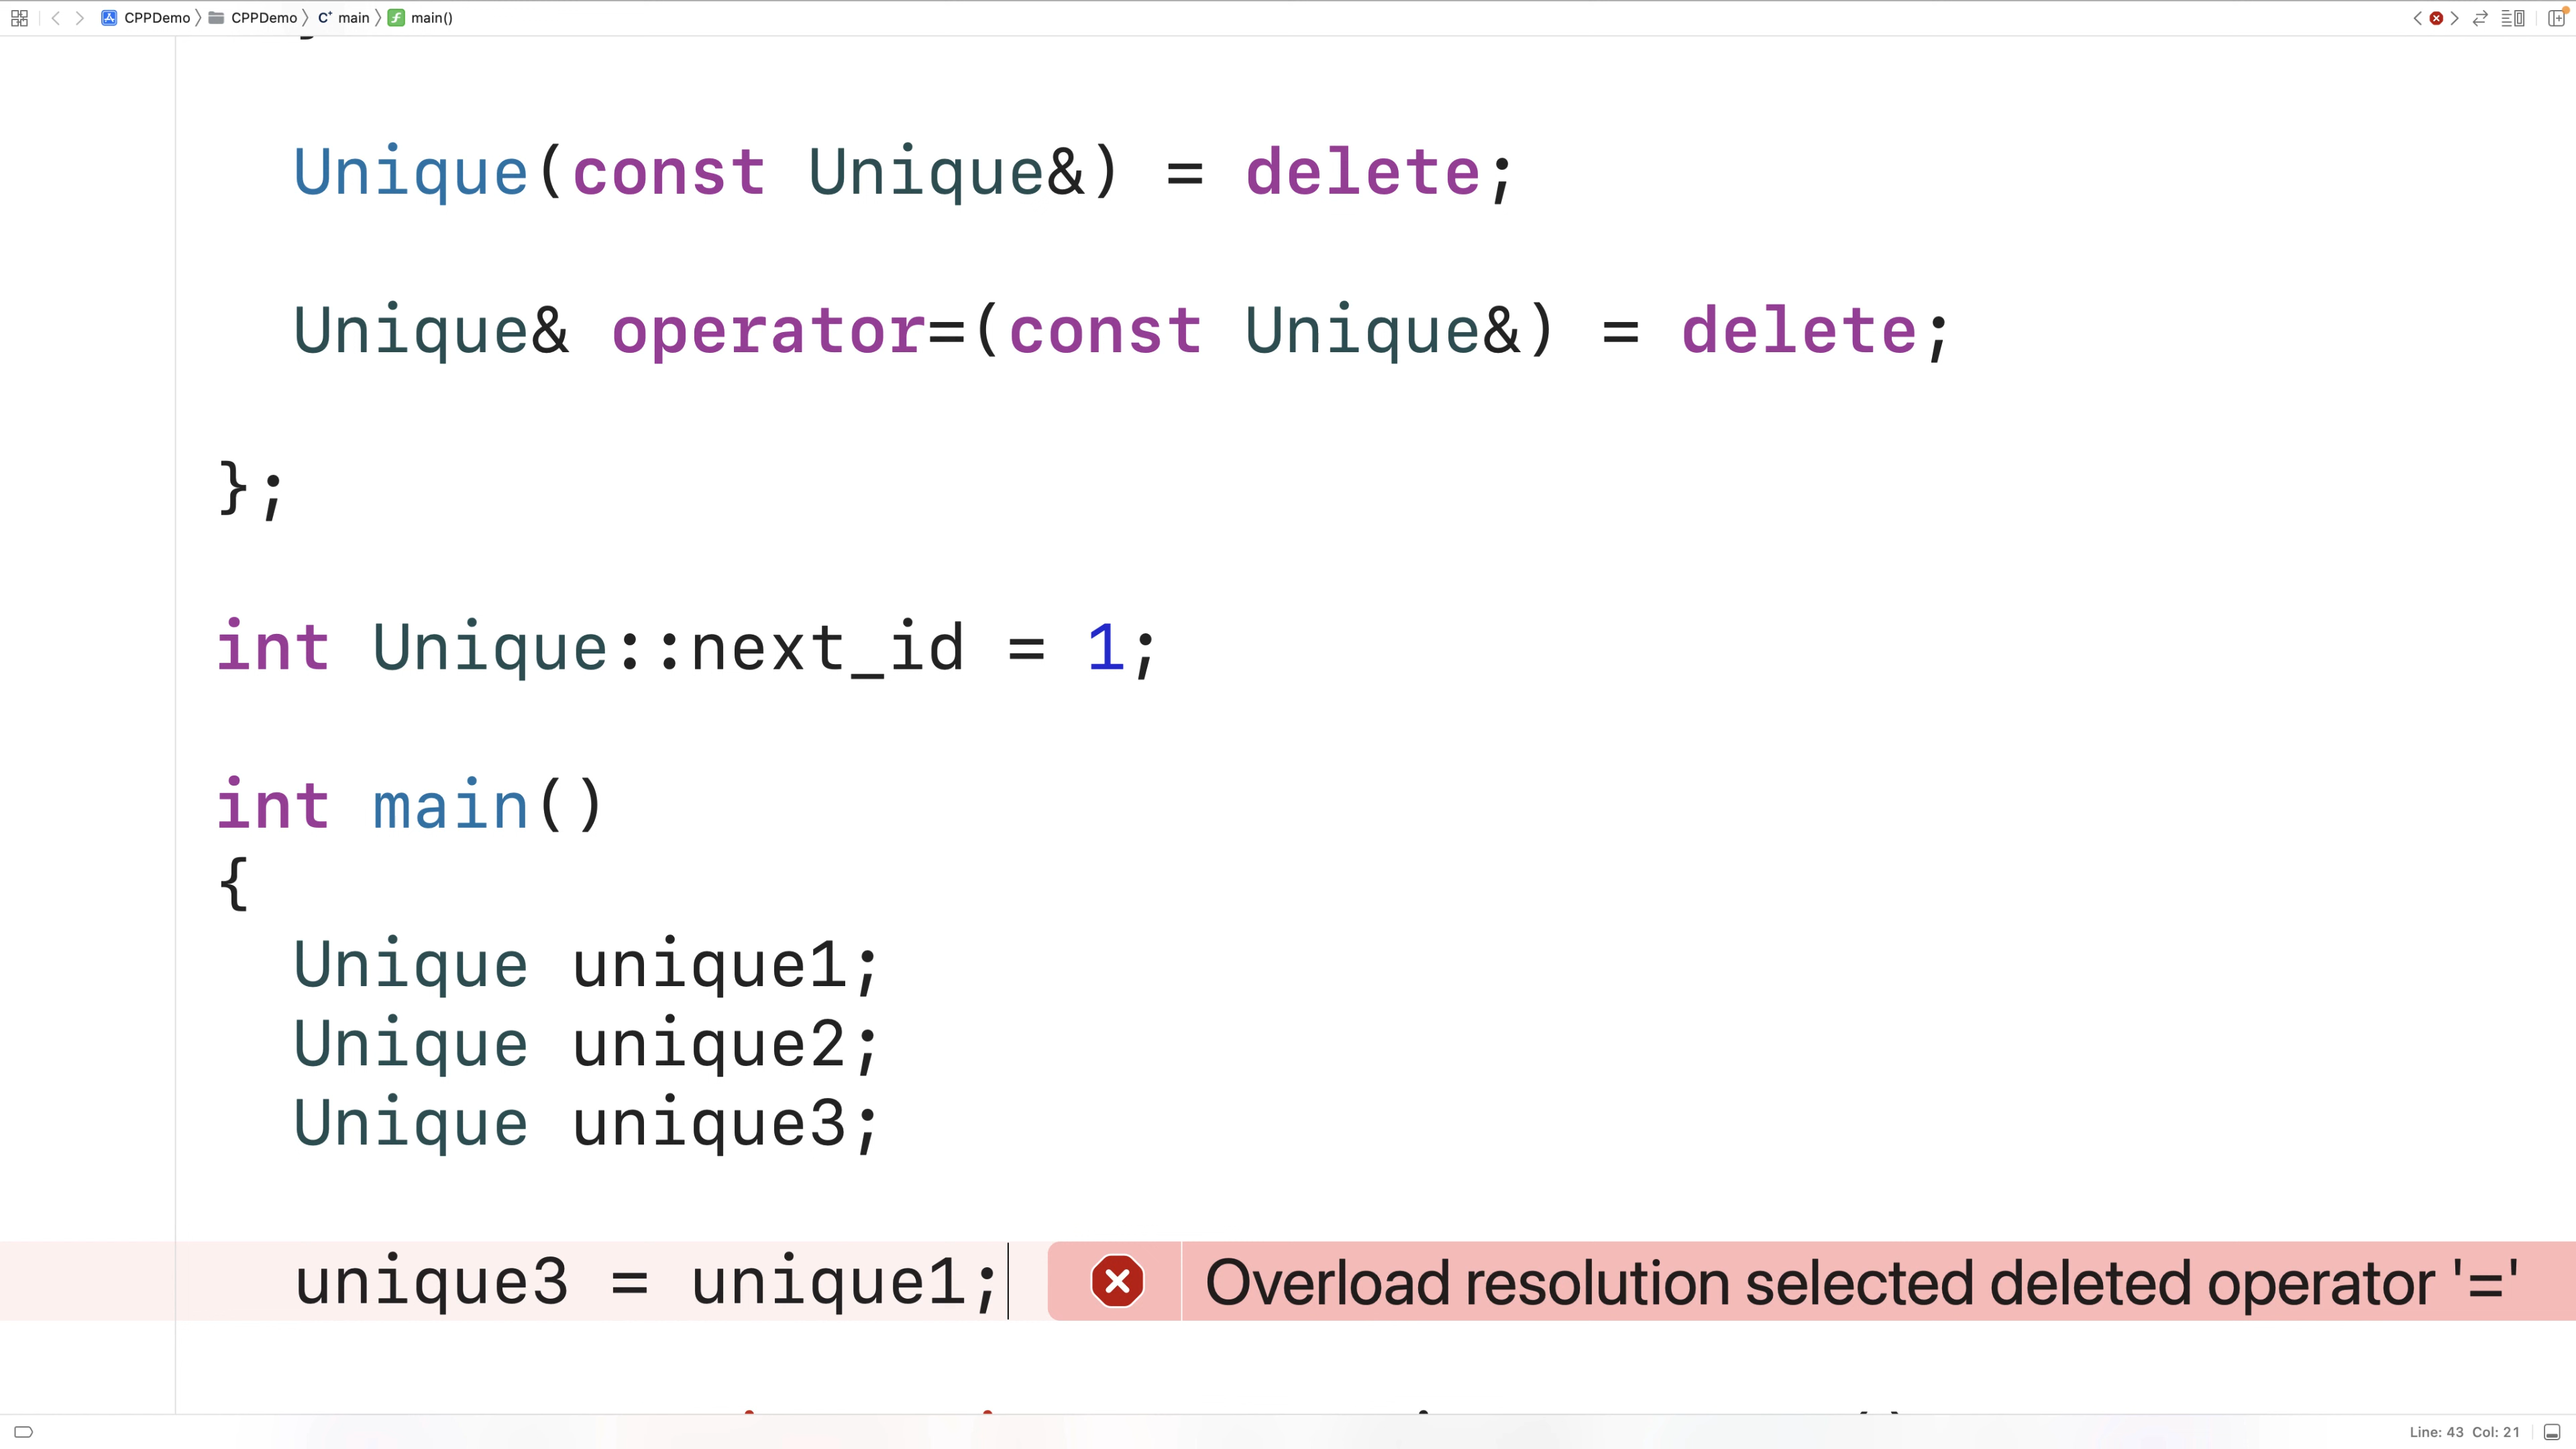 CPPDemo 〉 CPPDemo 〉 C+ main 〉 f main()
Unique(const Unique&) = delete;
Unique& operator=(const Unique&) = delete;
};
int Unique::next_id = 1;
int main()
{
Unique unique1;
Unique unique2;
Unique unique3;
unique3 = unique1; Overload resolution selected deleted operator '='
Line: 43 Col: 21